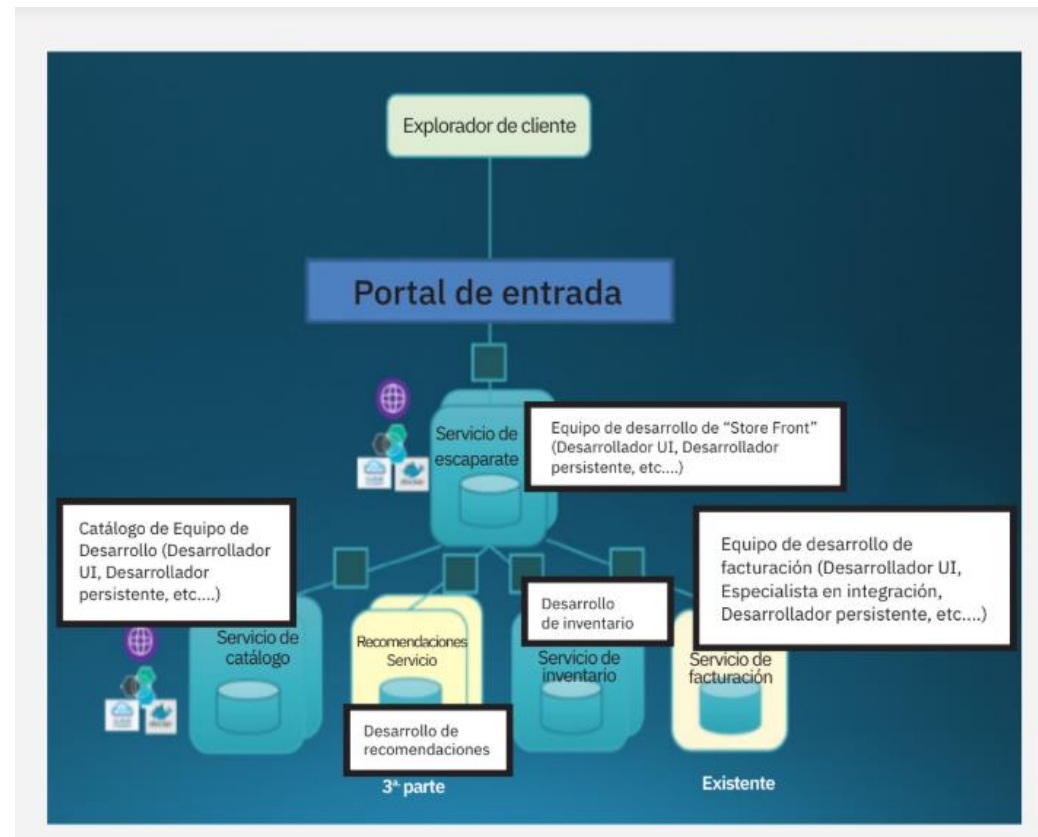 Explorador de cliente
Portal de entrada
Servicio de
escaparate
Equipo de desarrollo de “Store Front”
(Desarrollador UI, Desarrollador
persistente, etc....)
Catálogo de Equipo de
Desarrollo (Desarrollador
UI, Desarrollador
persistente, etc....)
Equipo de desarrollo de
facturación (Desarrollador UI,
Especialista en integración,
Desarrollador persistente, etc....)
Desarrollo
de inventario
Servicio de
catálogo
Recomendaciones
Servicio
Servicio de
inventario
Servicio de
facturación
Desarrollo de
recomendaciones
3ª. parte
Existente